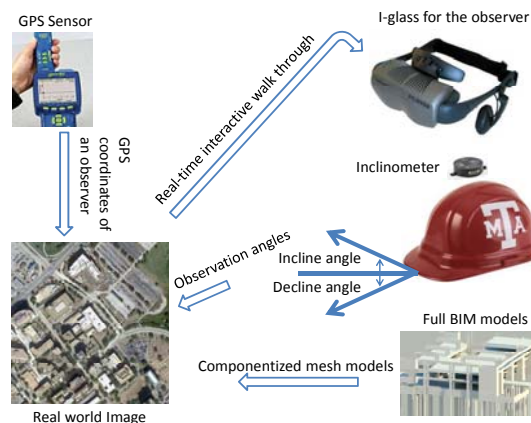 GPS Sensor
I-glass for the observer
Real-time interactive walk through
GPS
coordinates of
an observer
Inclinometer
T
A
M
Observation angles
Incline angle
Decline angle
Full BIM models
Componentized mesh models
Real world Image